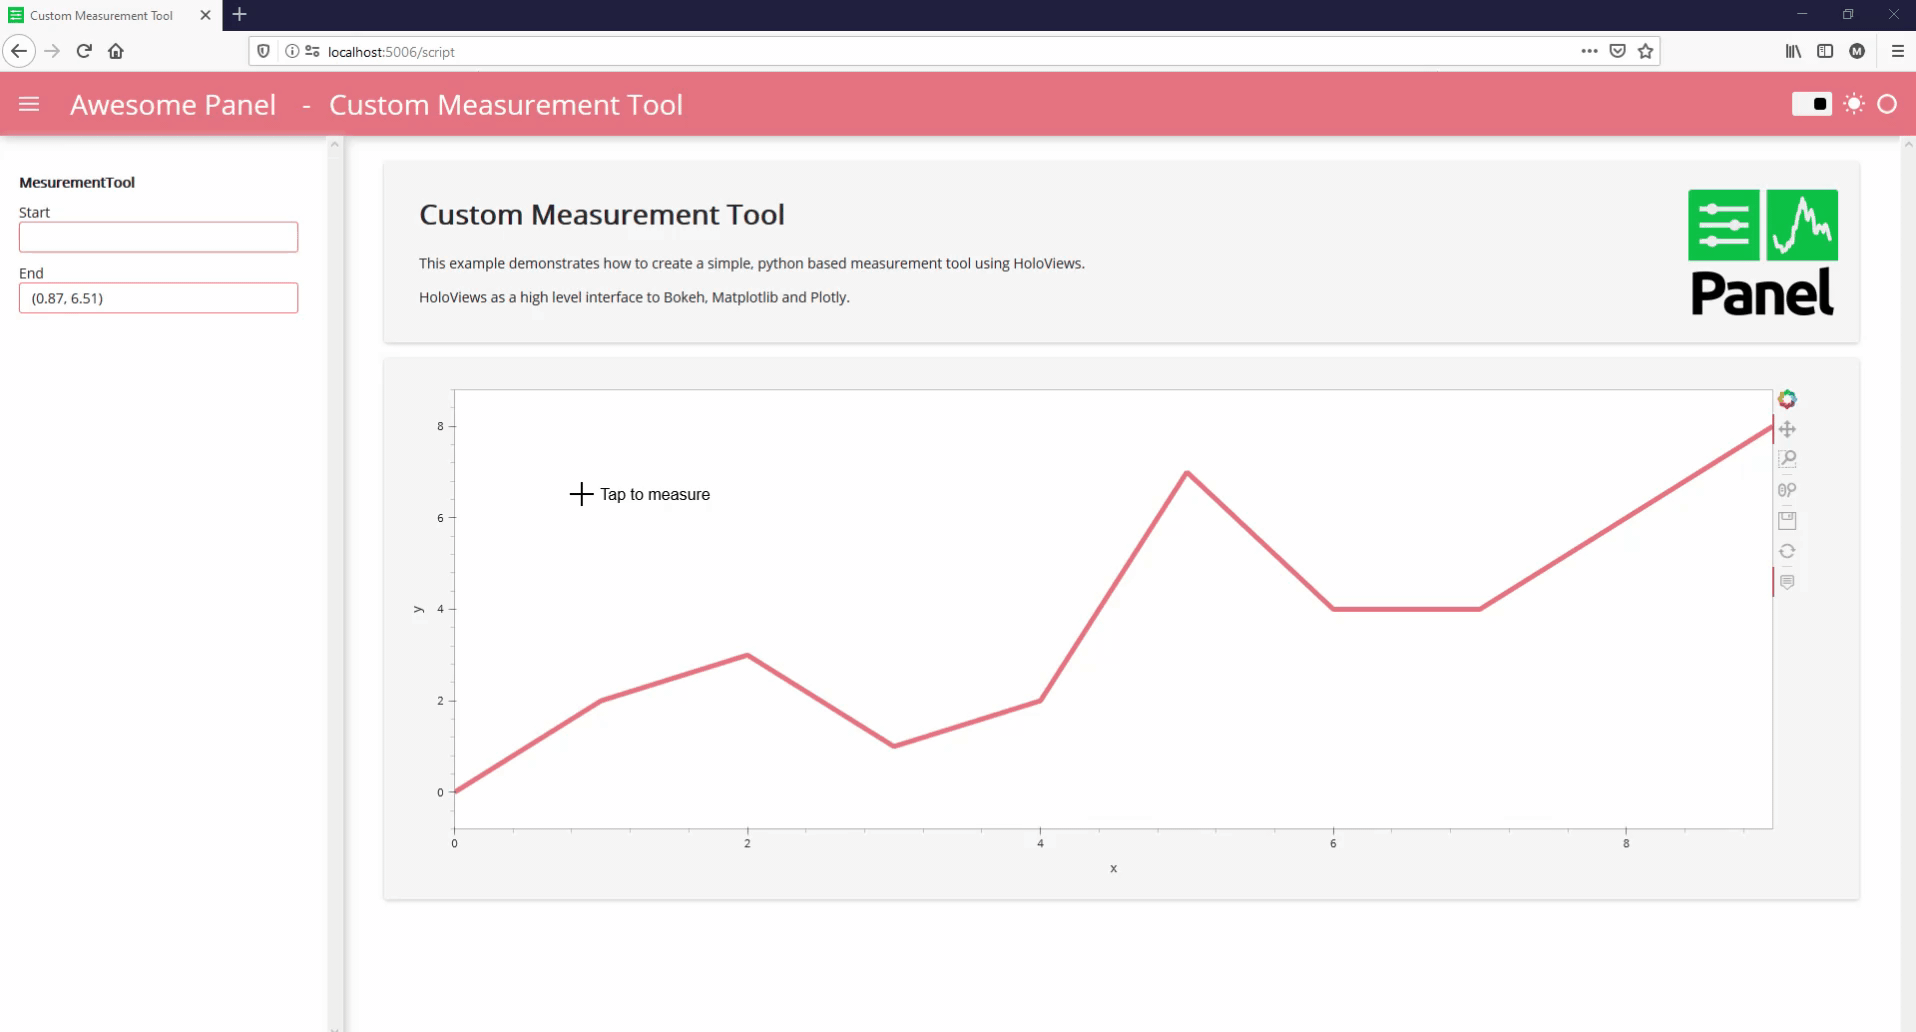 Custom Measurement Tool
localhost:5006/script
M
Awesome Panel - Custom Measurement Tool
MesurementTool
Start
End
(0.87, 6.51)
Custom Measurement Tool
This example demonstrates how to create a simple, python based measurement tool using HoloViews.
HoloViews as a high level interface to Bokeh, Matplotlib and Plotly.
Panel
8
6
4
2
0
y
Tap to measure
0 2 4 6 8
x